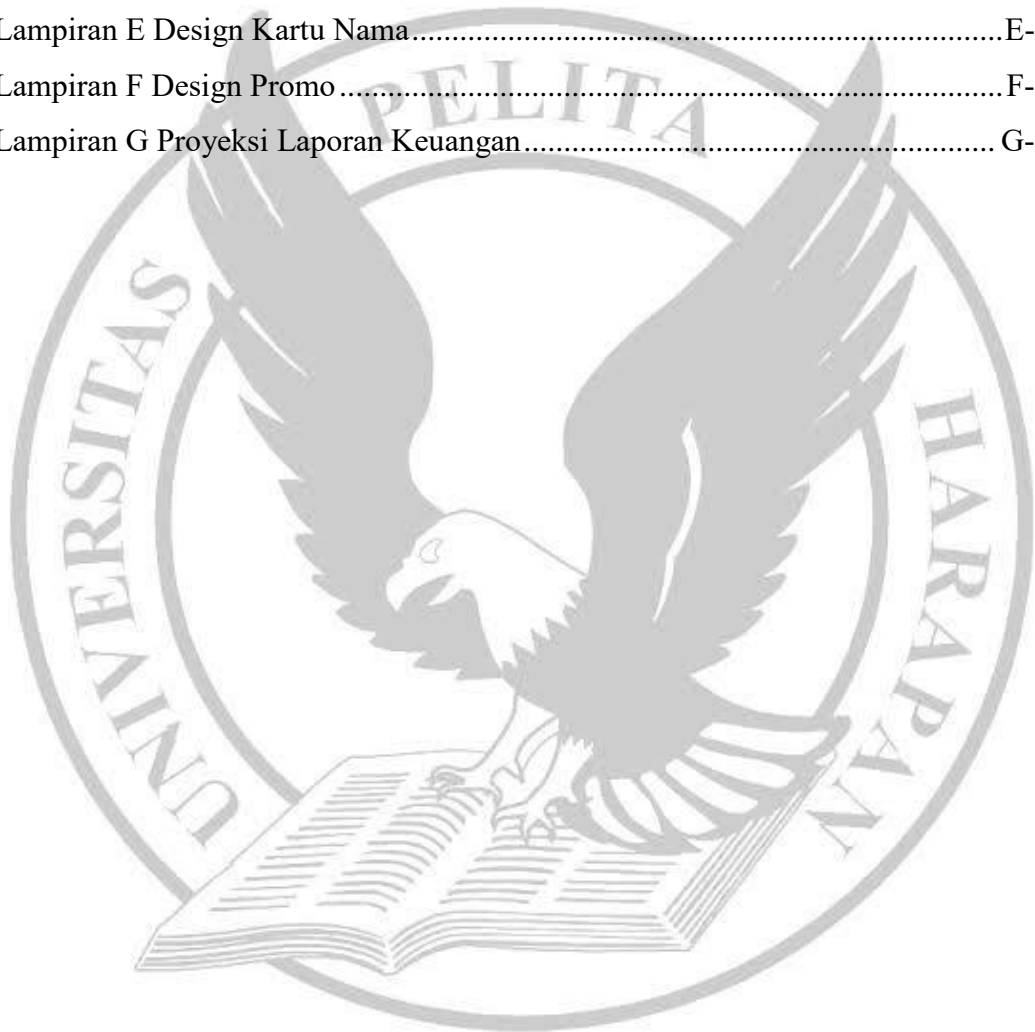 Lampiran E Design Kartu Nama.......................................................................... E-
Lampiran F Design Promo ................................................................................... F-
Lampiran G Proyeksi Laporan Keuangan........................................................... G-
UNIVERSITAS PELITA HARAPAN